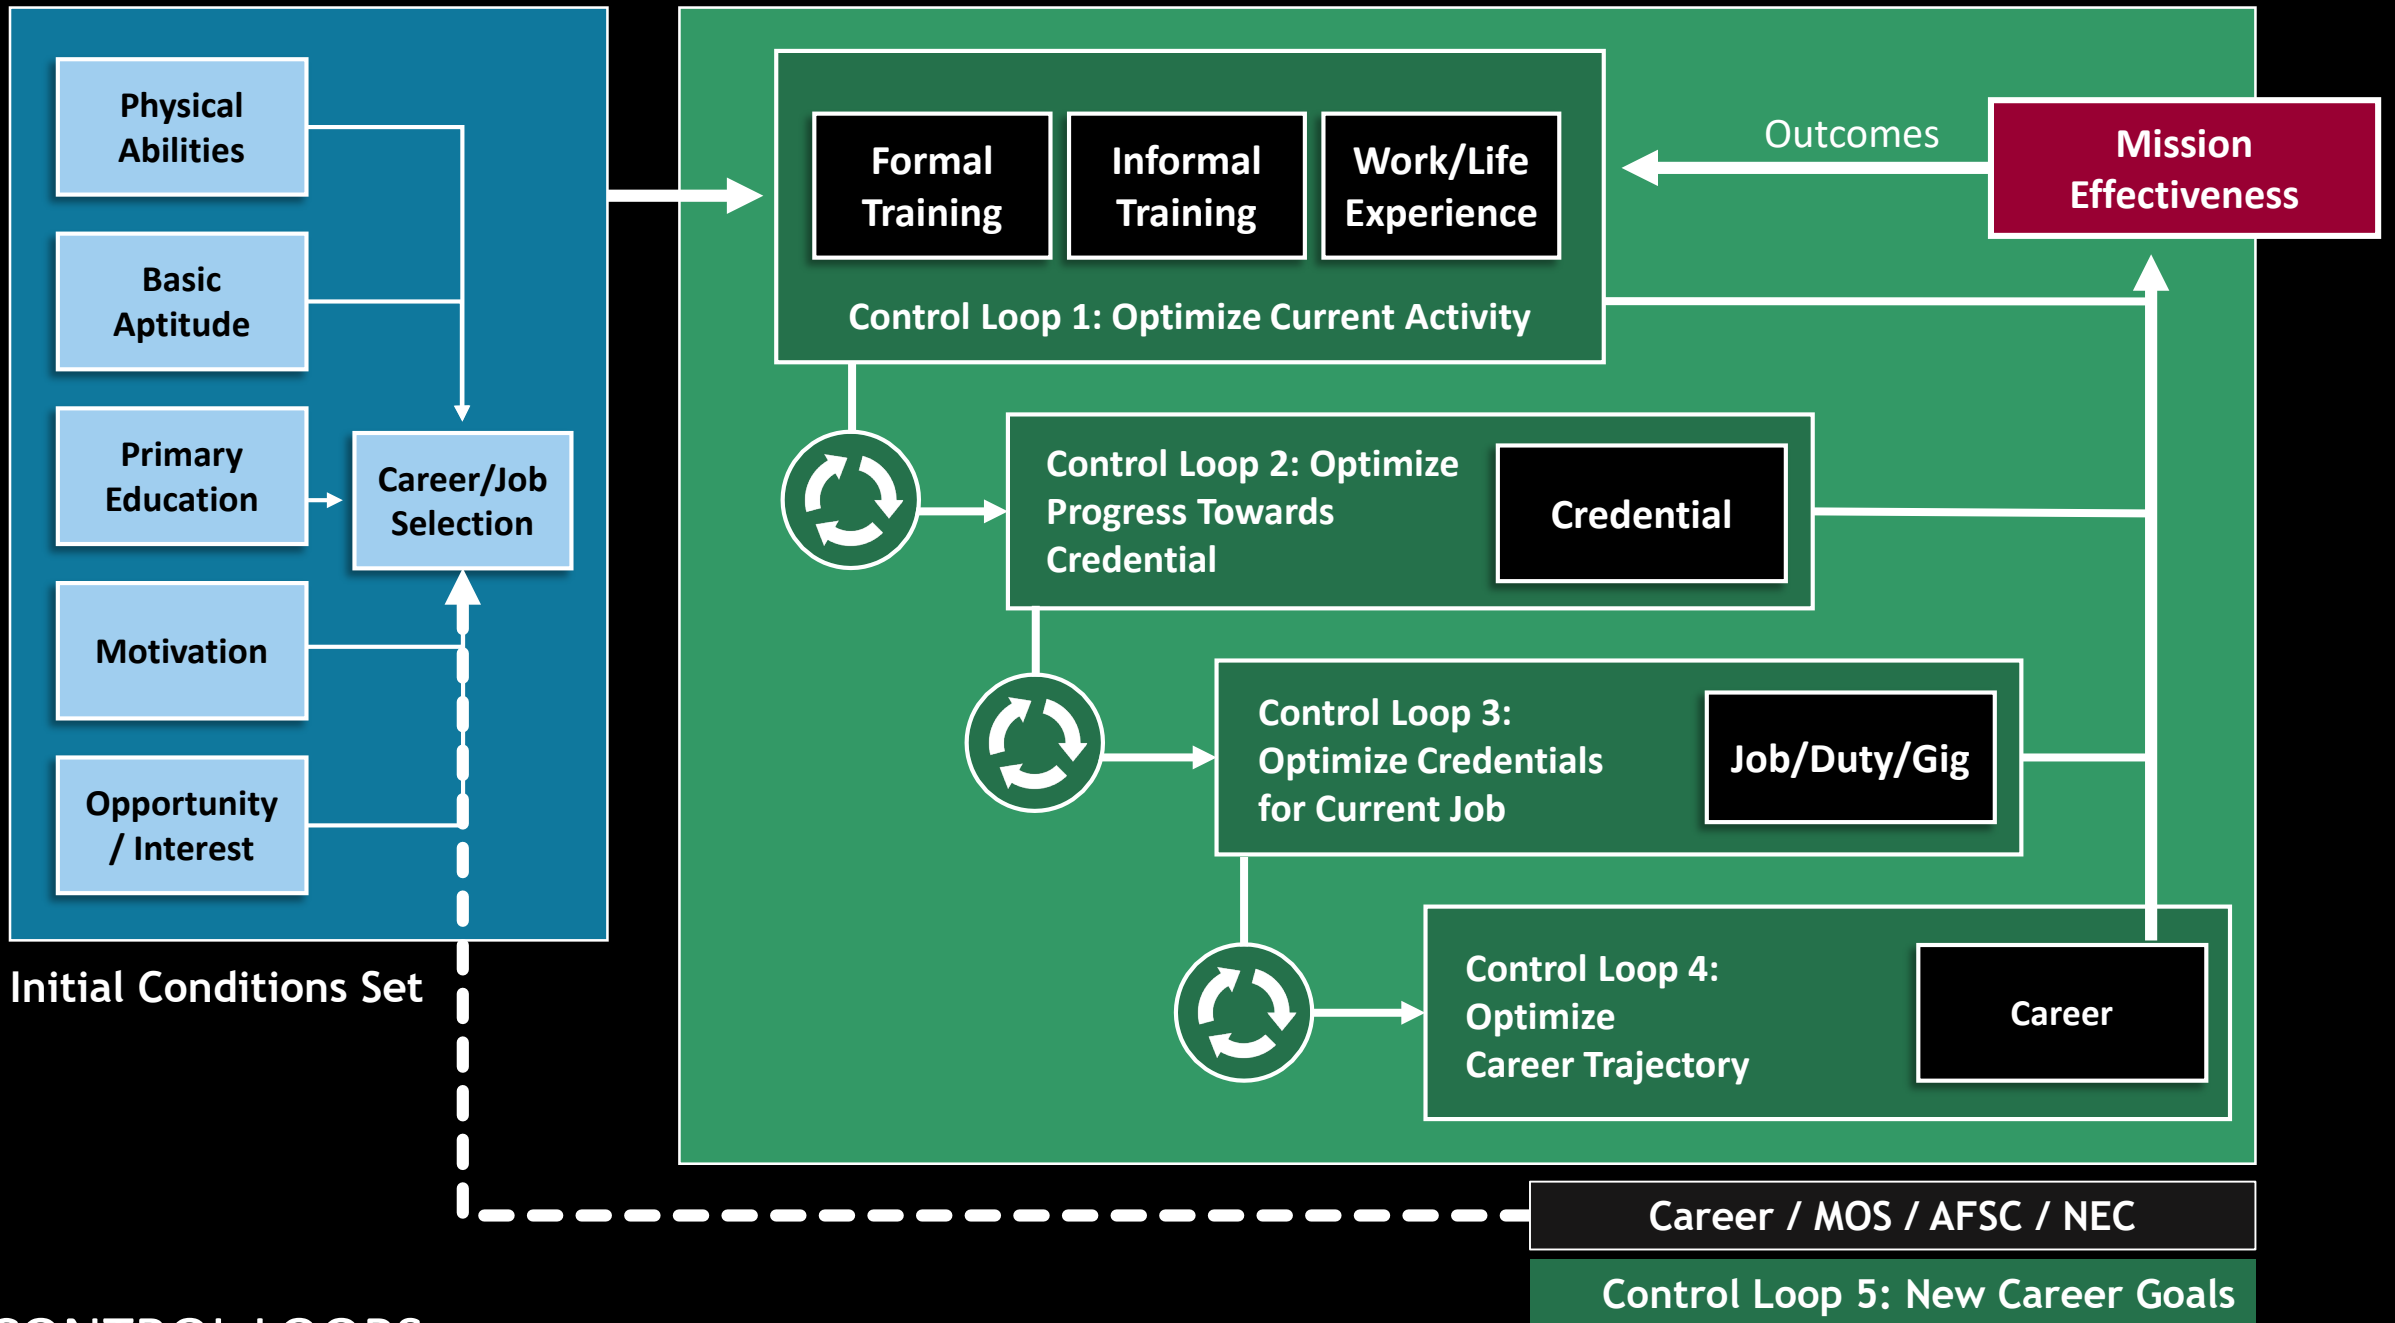 Physical
Abilities
Basic
Aptitude
Primary
Education
Motivation
Opportunity
/ Interest
Career/Job
Selection
Initial Conditions Set
Formal
Training
Informal
Training
Work/Life
Experience
Control Loop 1: Optimize Current Activity
Outcomes
Mission
Effectiveness
Control Loop 2: Optimize
Progress Towards
Credential
Credential
Control Loop 3:
Optimize Credentials
for Current Job
Job/Duty/Gig
Control Loop 4:
Optimize
Career Trajectory
Career
Career / MOS / AFSC / NEC
Control Loop 5: New Career Goals
CONTROL LOOPS